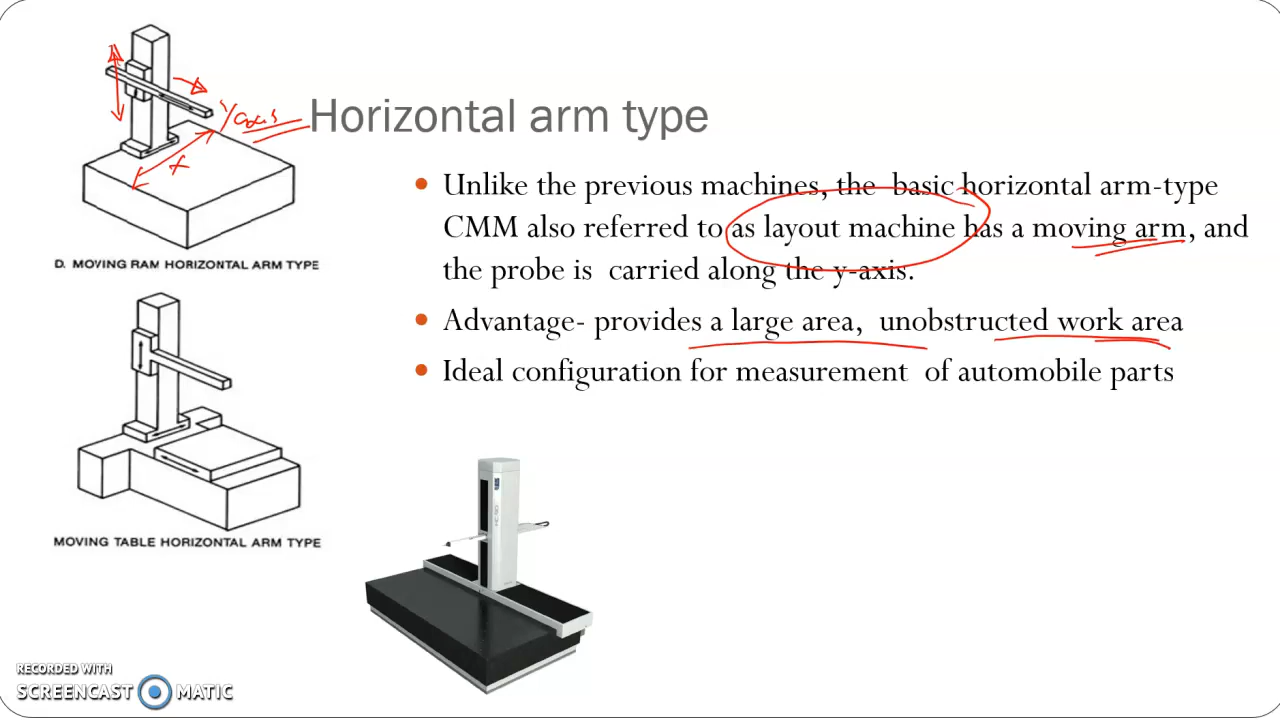 Y axis
X
Horizontal arm type
D. MOVING RAM HORIZONTAL ARM TYPE
MOVING TABLE HORIZONTAL ARM TYPE
• Unlike the previous machines, the basic horizontal arm-type
CMM also referred to as layout machine has a moving arm, and
the probe is carried along the y-axis.
• Advantage- provides a large area, unobstructed work area
• Ideal configuration for measurement of automobile parts
RECORDED WITH
SCREENCAST MATIC